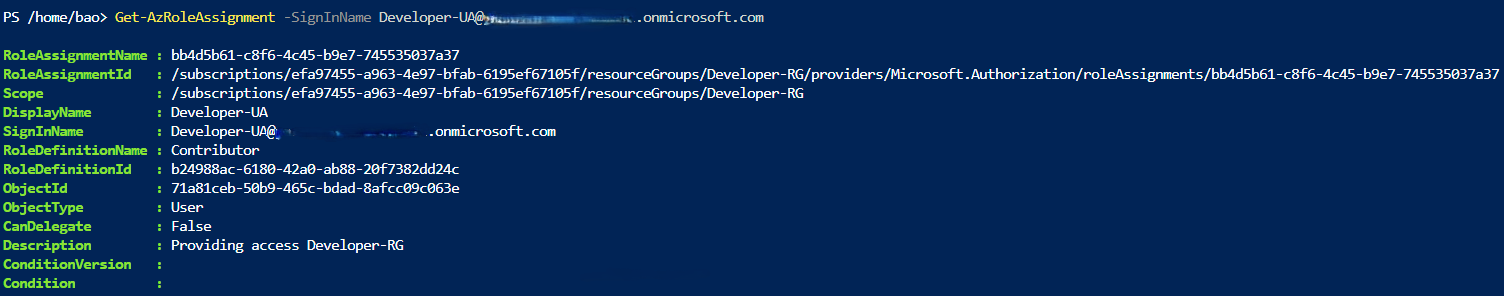 PS /home/bao> Get-AzRoleAssignment -SignInName Developer-UA@ .onmicrosoft.com
RoleAssignmentName : bb4d5b61-c8f6-4c45-b9e7-745535037a37
RoleAssignmentId : /subscriptions/efa97455-a963-4e97-bfab-6195ef67105f/resourceGroups/Developer-RG/providers/Microsoft.Authorization/roleAssignments/bb4d5b61-c8f6-4c45-b9e7-745535037a37
Scope : /subscriptions/efa97455-a963-4e97-bfab-6195ef67105f/resourceGroups/Developer-RG
DisplayName : Developer-UA
SignInName : Developer-UA@ .onmicrosoft.com
RoleDefinitionName : Contributor
RoleDefinitionId : b24988ac-6180-42a0-ab88-20f7382dd24c
ObjectId : 71a81ceb-50b9-465c-bdad-8afcc09c063e
ObjectType : User
CanDelegate : False
Description : Providing access Developer-RG
ConditionVersion :
Condition :